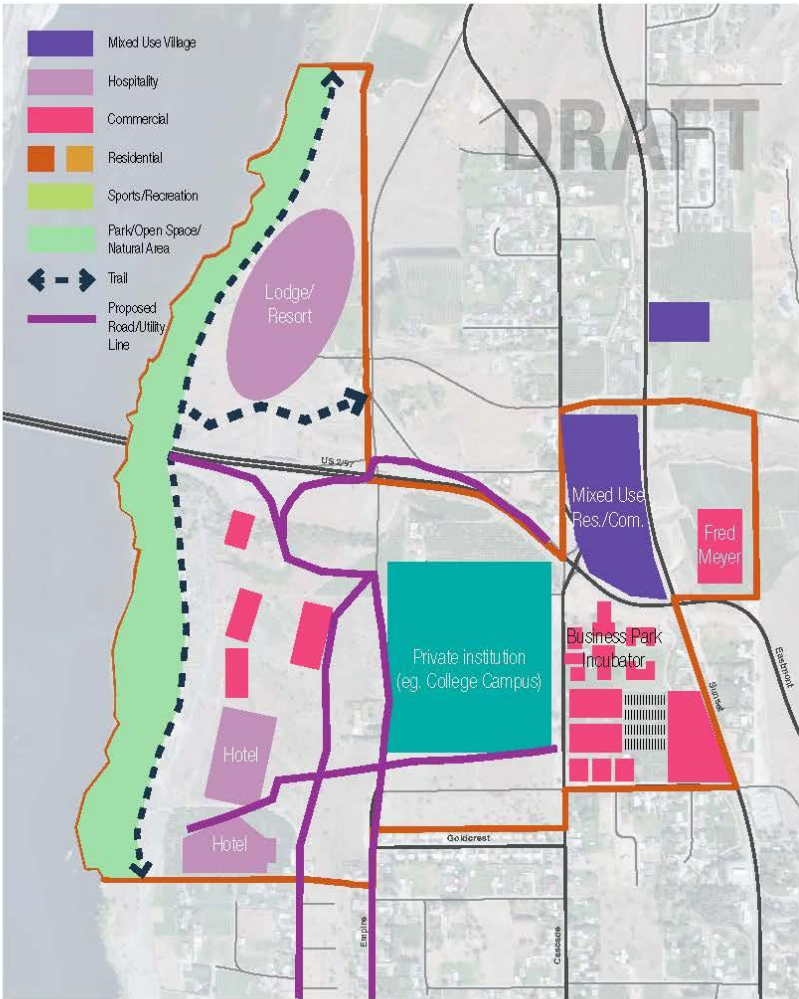 Mixed Use Village
Hospitality
Commercial
Residential
Sports/Recreation
Park/Open Space/
Natural Area
Trail
Proposed
Road/Utility
Line
DRAFT
Lodge/
Resort
US 2/97
Mixed Use
Res./Com.
Fred
Meyer
Private institution
(eg. College Campus)
Business Park
Incubator
Eastmont
Sunset
Hotel
Hotel
Goldcrest
Empire
Cascade